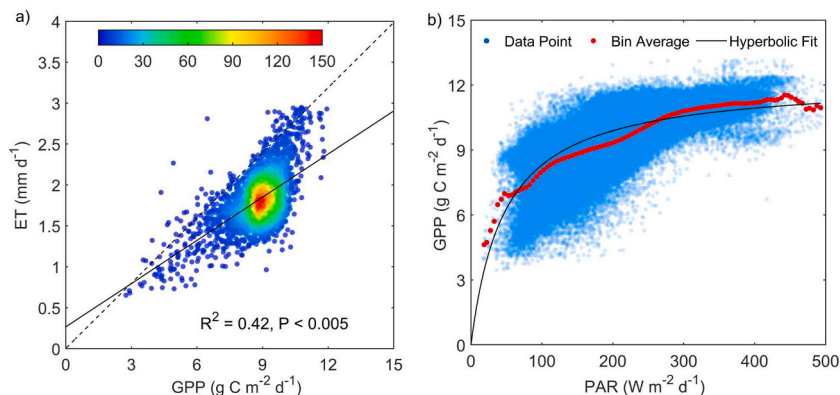 a)
0 30 60 90 120 150
ET (mm d⁻¹)
4
3.5
3
2.5
2
1.5
1
0.5
0
R² = 0.42, P < 0.005
0 3 6 9 12 15
GPP (g C m⁻² d⁻¹)
b)
Data Point Bin Average Hyperbolic Fit
GPP (g C m⁻² d⁻¹)
15
12
9
6
3
0
0 100 200 300 400 500
PAR (W m⁻² d⁻¹)